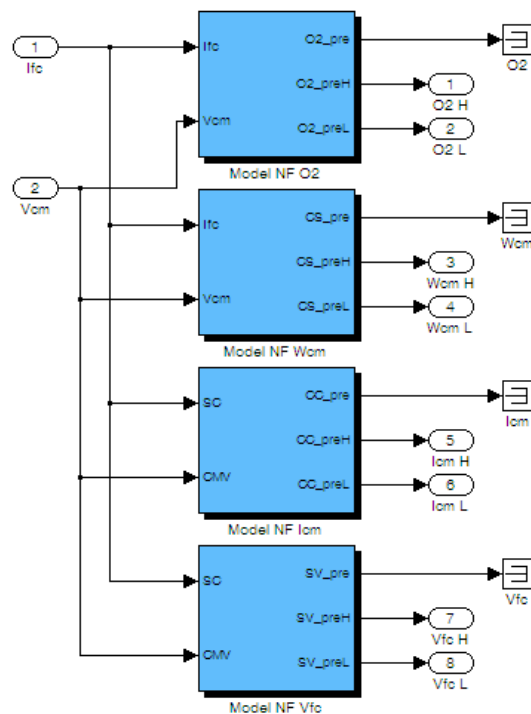 1
Ifc
2
Vcm
Ifc
Vcm
O2_pre
O2_preH
O2_preL
Model NF O2
O2
1
O2 H
2
O2 L
Ifc
Vcm
CS_pre
CS_preH
CS_preL
Model NF Wcm
Wcm
3
Wcm H
4
Wcm L
SC
CMV
CC_pre
CC_preH
CC_preL
Model NF Icm
Icm
5
Icm H
6
Icm L
SC
CMV
SV_pre
SV_preH
SV_preL
Model NF Vfc
Vfc
7
Vfc H
8
Vfc L